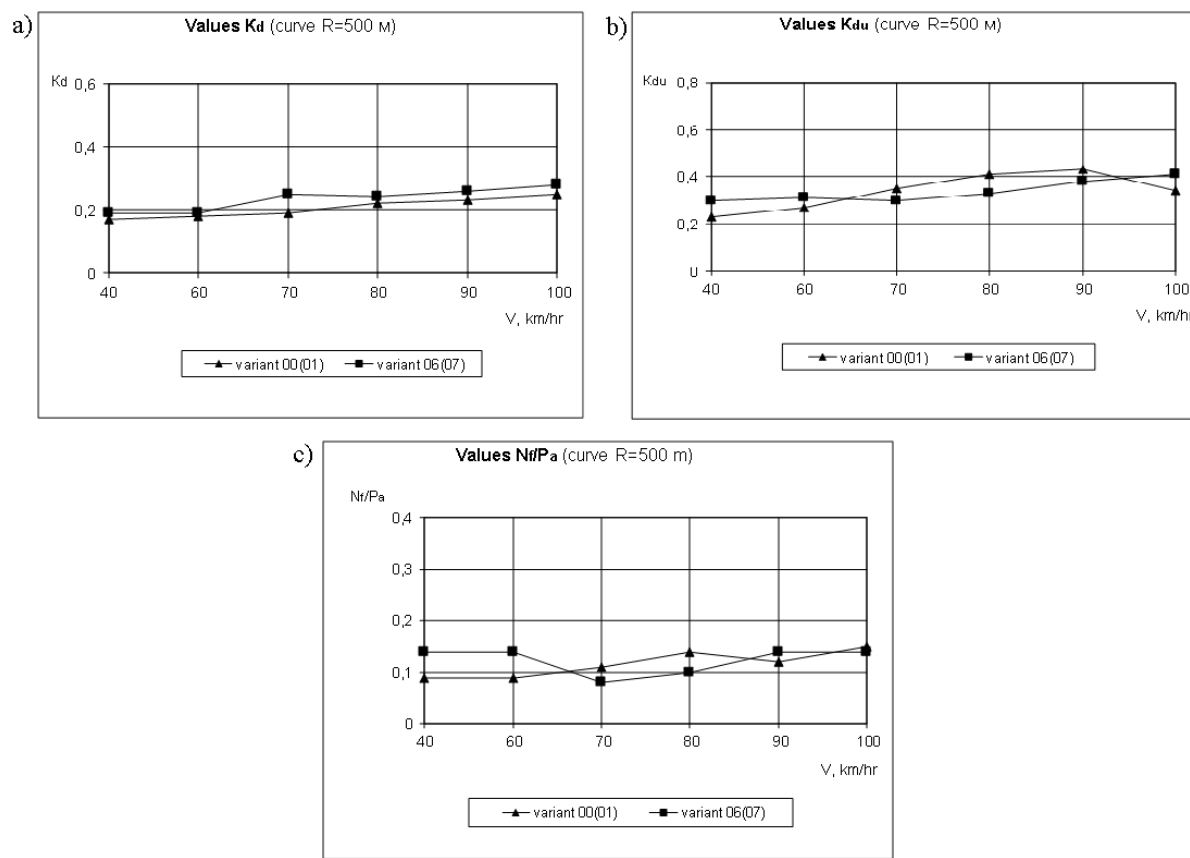 a)
Values Kd (curve R=500 м)
Kd
0,6
0,4
0,2
0
40 60 70 80 90 100
V, km/hr
variant 00(01) variant 06(07)
b)
Values Kdu (curve R=500 м)
Kdu
0,8
0,6
0,4
0,2
0
40 60 70 80 90 100
V, km/hr
variant 00(01) variant 06(07)
c)
Values Nf/Pa (curve R=500 m)
Nf/Pa
0,4
0,3
0,2
0,1
0
40 60 70 80 90 100
V, km/hr
variant 00(01) variant 06(07)